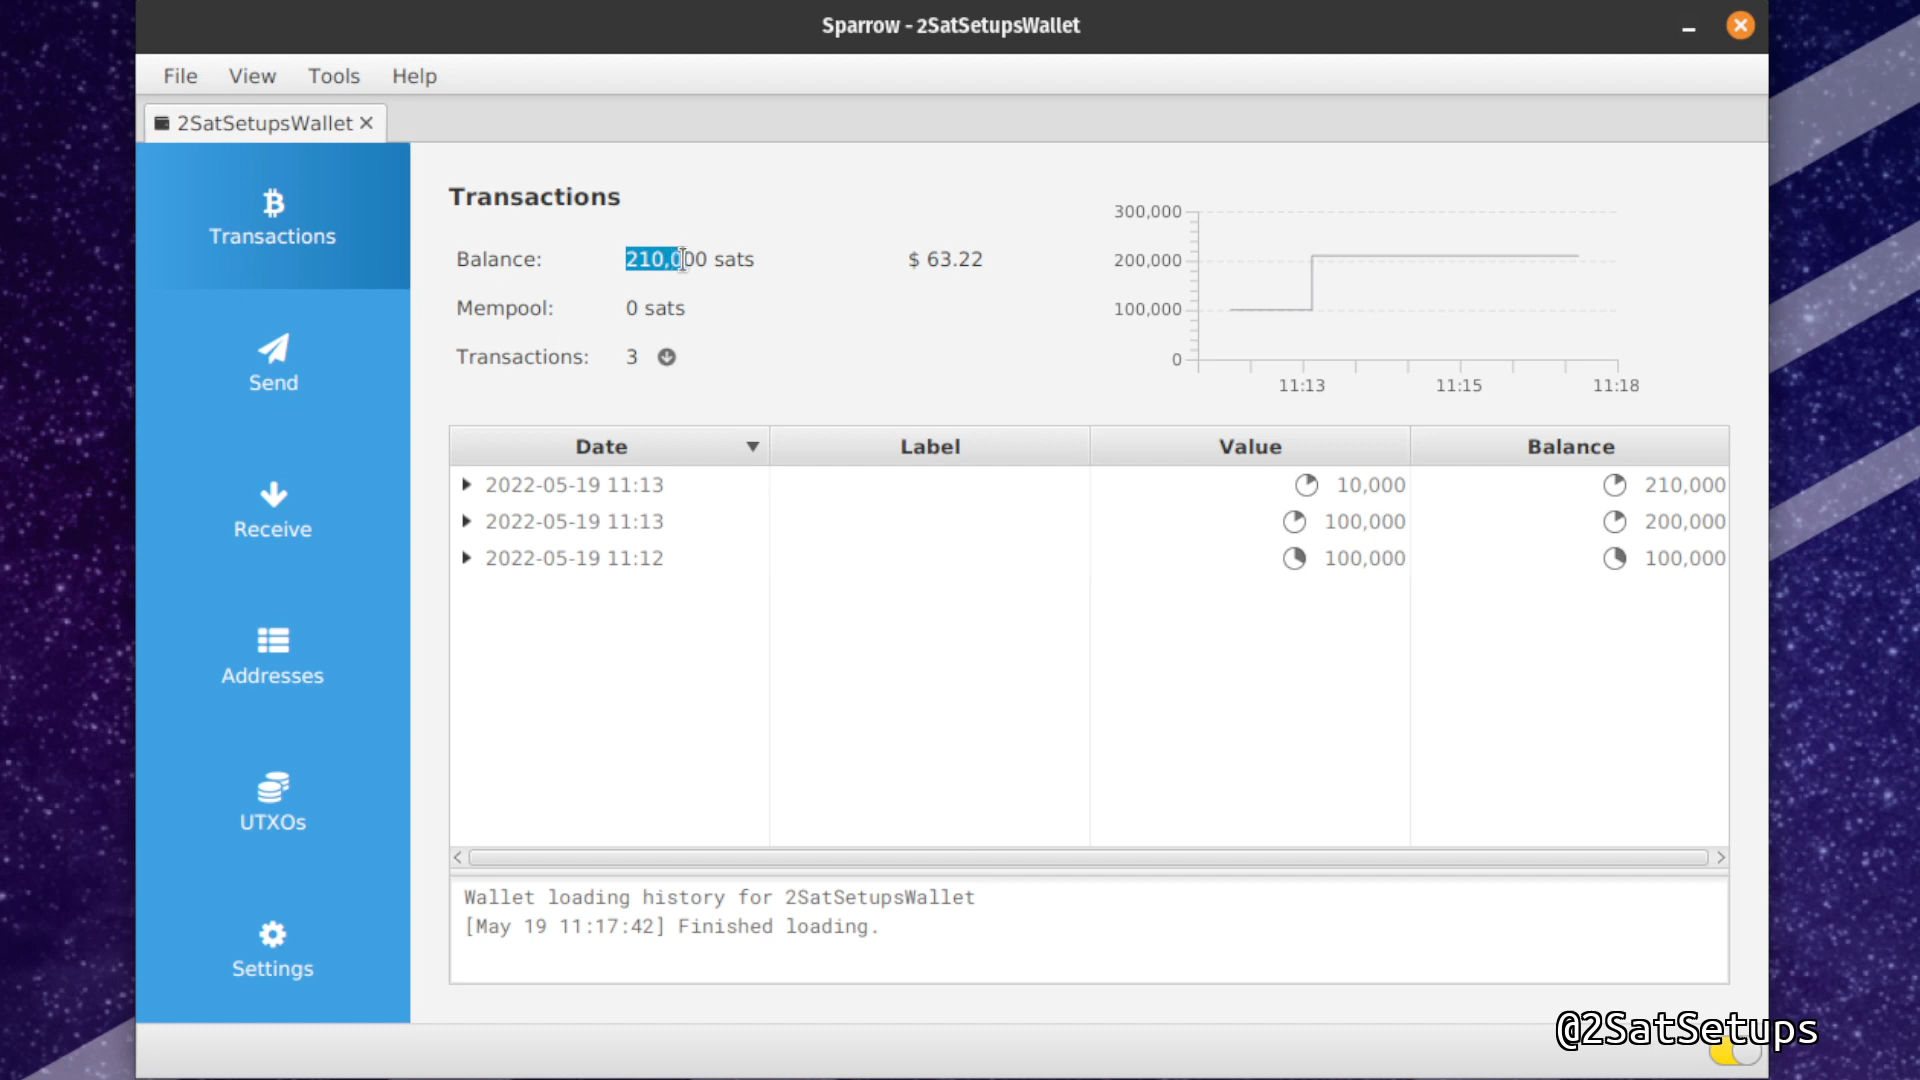 Sparrow - 2SatSetupsWallet
File View Tools Help
2SatSetupsWallet
Transactions
Send
Receive
Addresses
UTXOs
Settings
Transactions
Balance: 210,000 sats $ 63.22
Mempool: 0 sats
Transactions: 3
300,000
200,000
100,000
0
11:13 11:15 11:18
Date Label Value Balance
2022-05-19 11:13 10,000 210,000
2022-05-19 11:13 100,000 200,000
2022-05-19 11:12 100,000 100,000
Wallet loading history for 2SatSetupsWallet
[May 19 11:17:42] Finished loading.
@2SatSetups